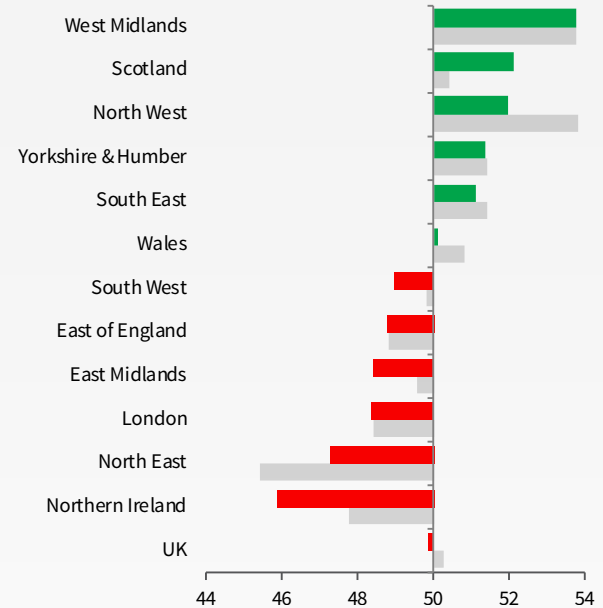 West Midlands
Scotland
North West
Yorkshire & Humber
South East
Wales
South West
East of England
East Midlands
London
North East
Northern Ireland
UK
44 46 48 50 52 54